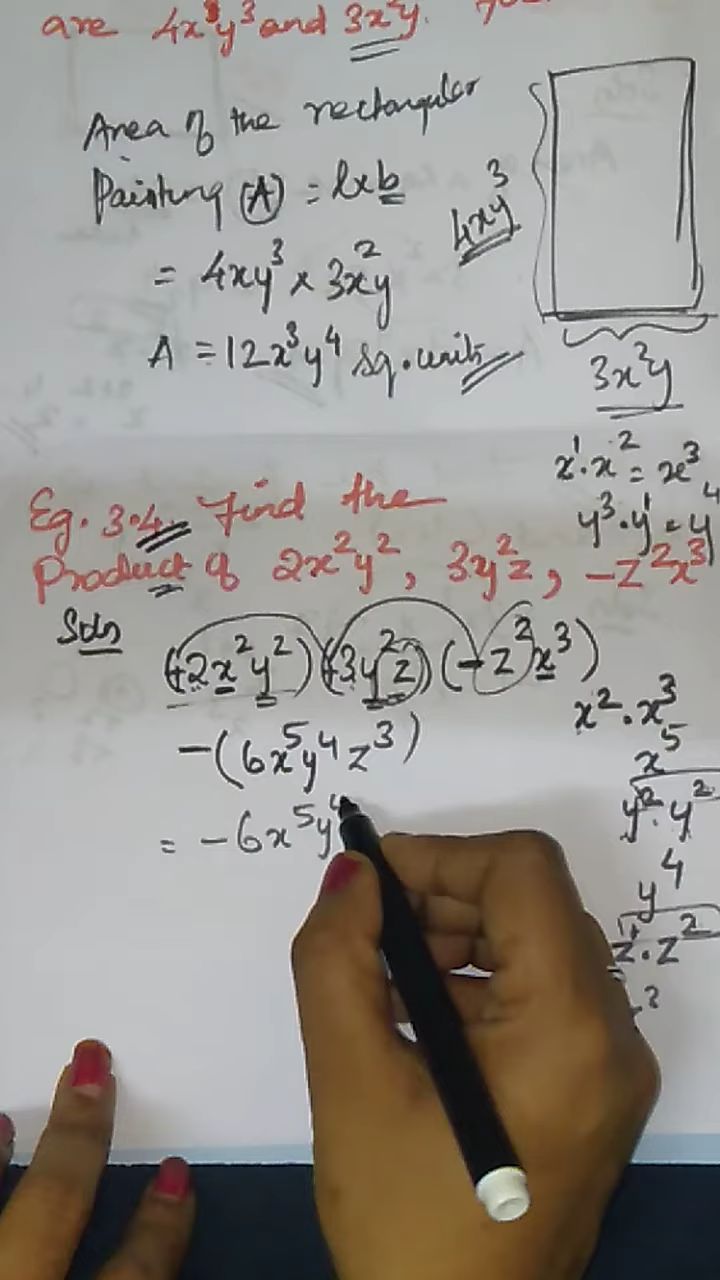 are 4x³y³ and 3x²y.
Area of the rectangular
Painting (A) = l×b
= 4xy³ × 3x²y
A = 12x³y⁴ sq.units
4xy³
3x²y
x¹·x² = x³
y³·y¹ = y⁴
Eg. 3.4 Find the
Product of 2x²y², 3y²z, -z²x³
Soln
(+2x²y²)(+3y²z)(-z²x³)
-(6x⁵y⁴z³)
= -6x⁵y⁴
x²·x³
x⁵
y²·y²
y⁴
z¹·z²